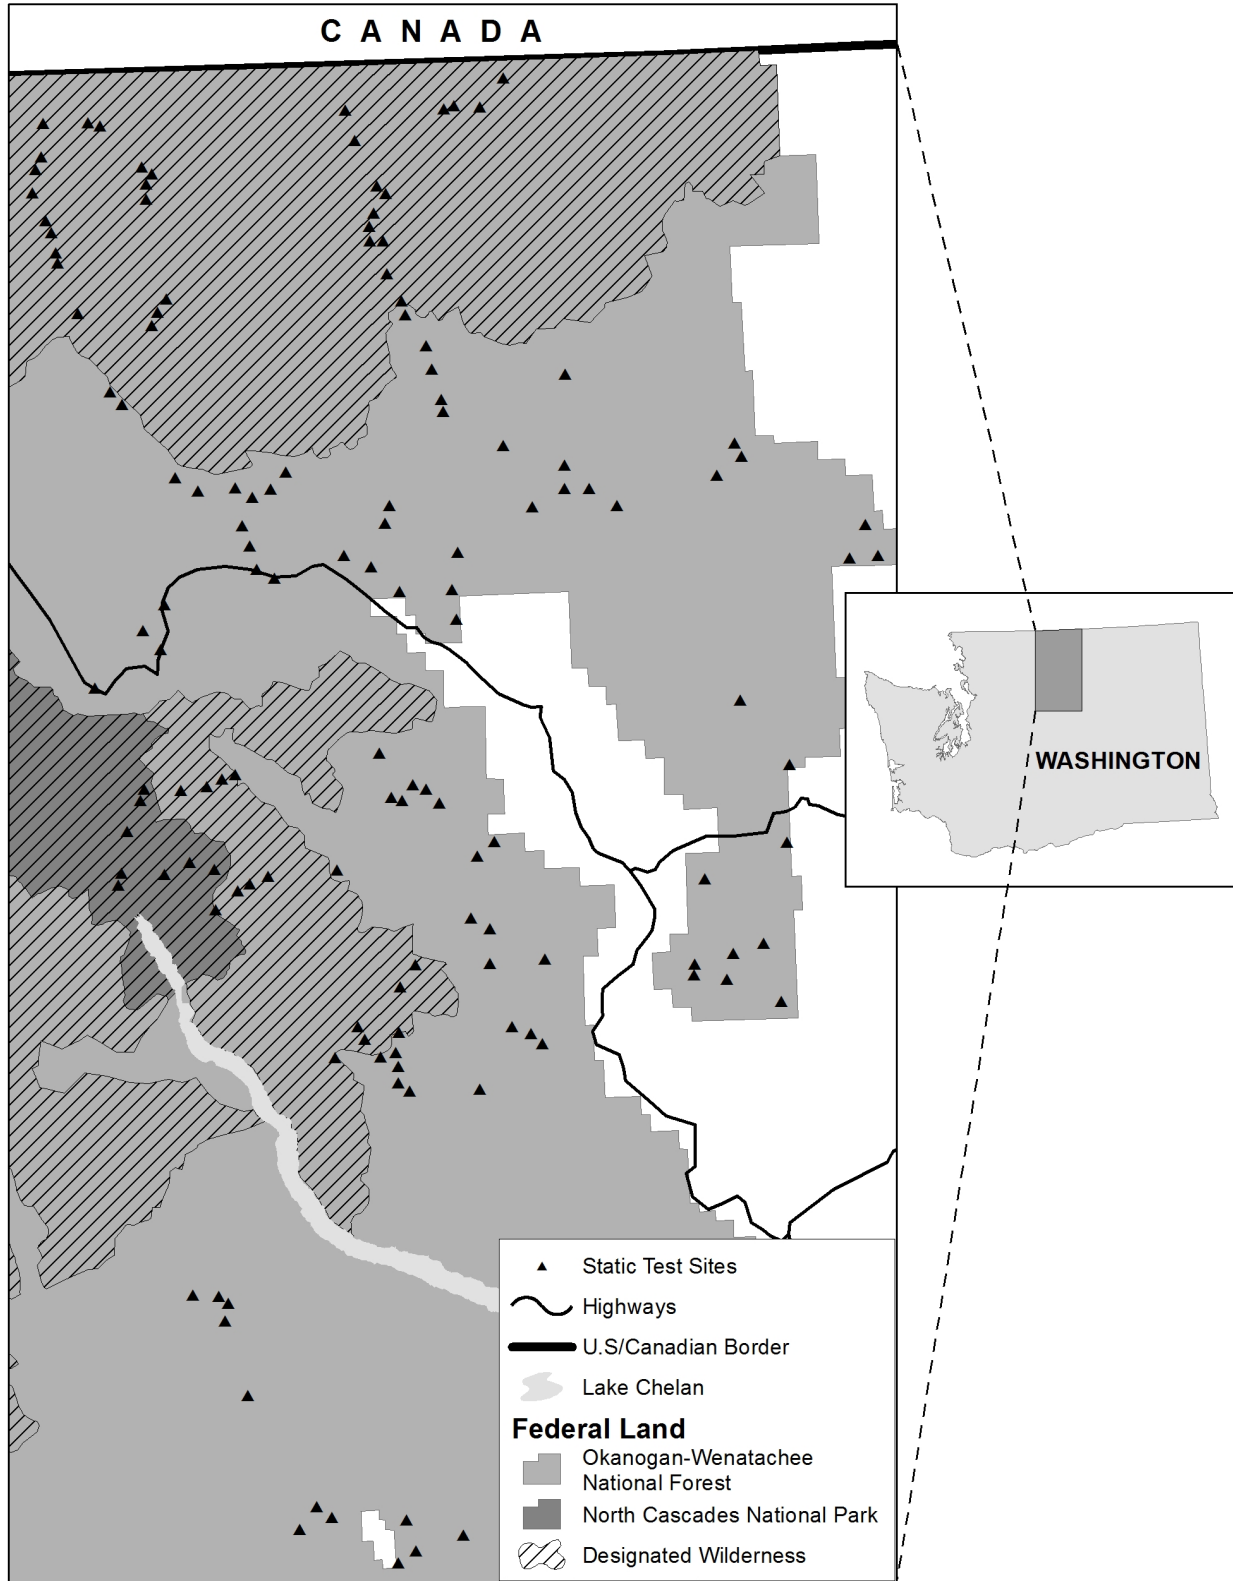 CANADA
WASHINGTON
Static Test Sites
Highways
U.S/Canadian Border
Lake Chelan
Federal Land
Okanogan-Wenatachee
National Forest
North Cascades National Park
Designated Wilderness